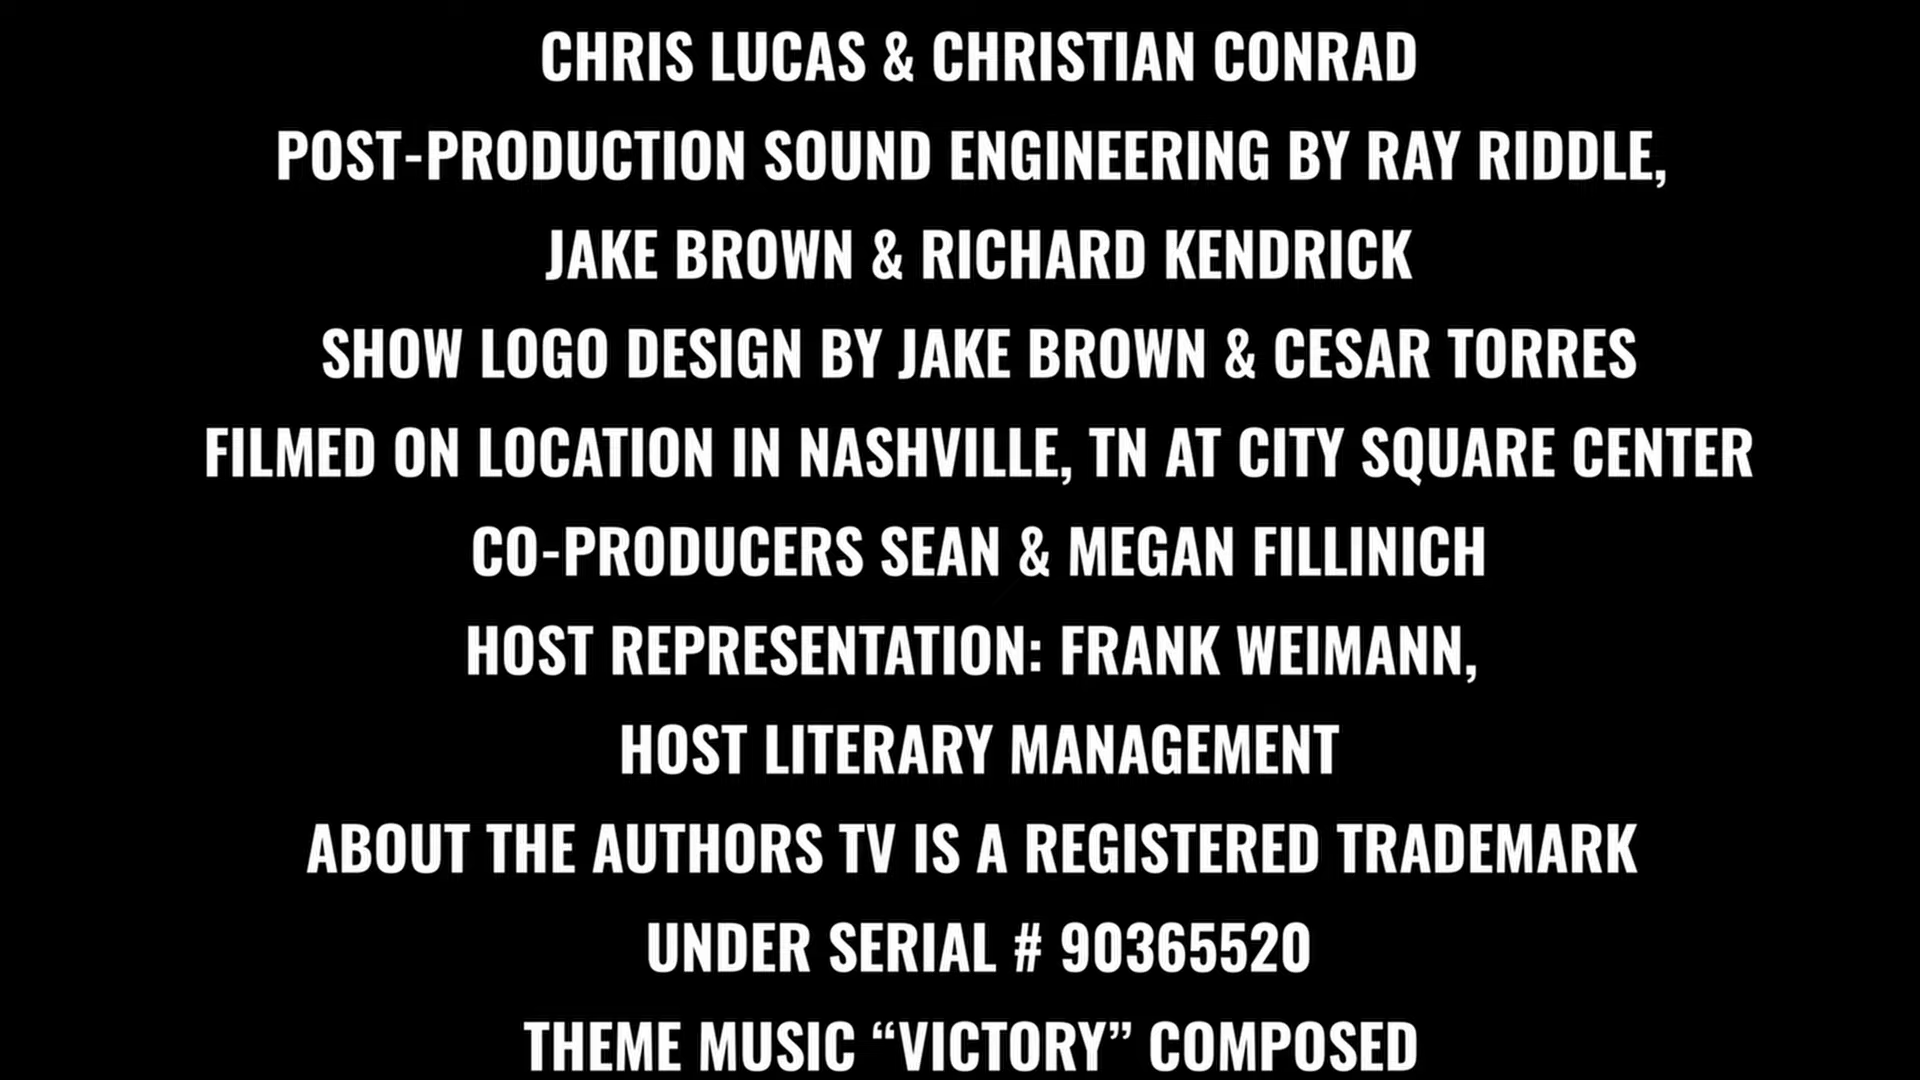 CHRIS LUCAS & CHRISTIAN CONRAD
POST-PRODUCTION SOUND ENGINEERING BY RAY RIDDLE,
JAKE BROWN & RICHARD KENDRICK
SHOW LOGO DESIGN BY JAKE BROWN & CESAR TORRES
FILMED ON LOCATION IN NASHVILLE, TN AT CITY SQUARE CENTER
CO-PRODUCERS SEAN & MEGAN FILLINICH
HOST REPRESENTATION: FRANK WEIMANN,
HOST LITERARY MANAGEMENT
ABOUT THE AUTHORS TV IS A REGISTERED TRADEMARK
UNDER SERIAL # 90365520
THEME MUSIC “VICTORY” COMPOSED